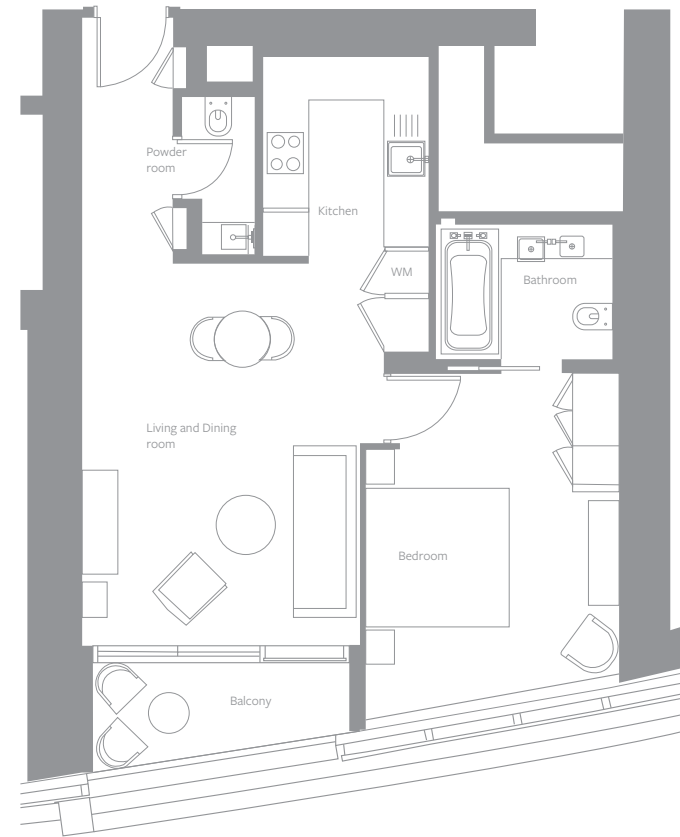 Powder
room
Kitchen
WM
Bathroom
Living and Dining
room
Bedroom
Balcony